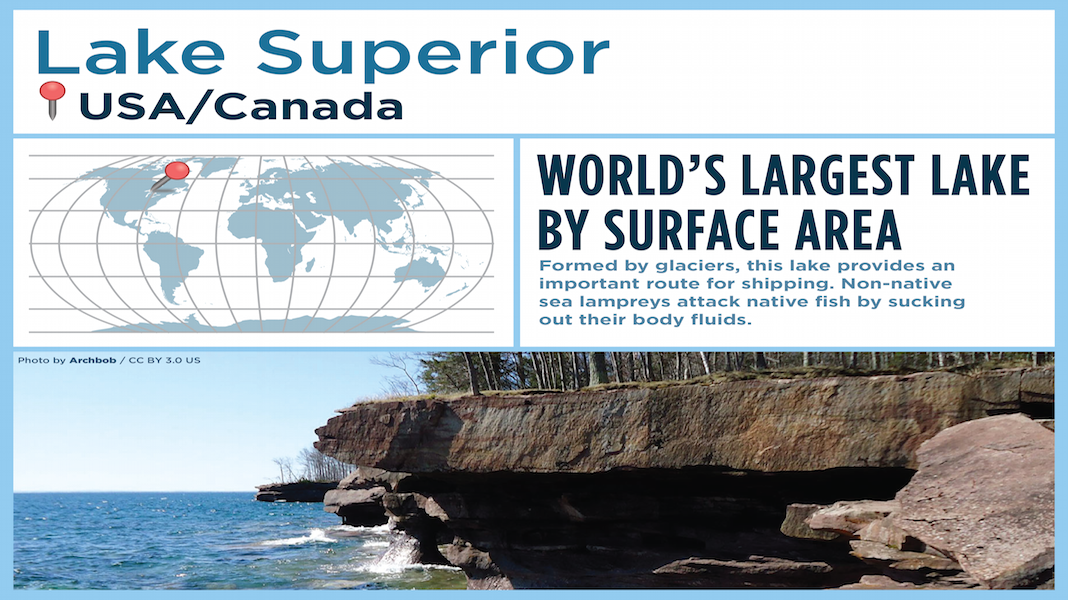 Lake Superior
USA/Canada
WORLD'S LARGEST LAKE
BY SURFACE AREA
Formed by glaciers, this lake provides an
important route for shipping. Non-native
sea lampreys attack native fish by sucking
out their body fluids.
Photo by Archbob / CC BY 3.0 US